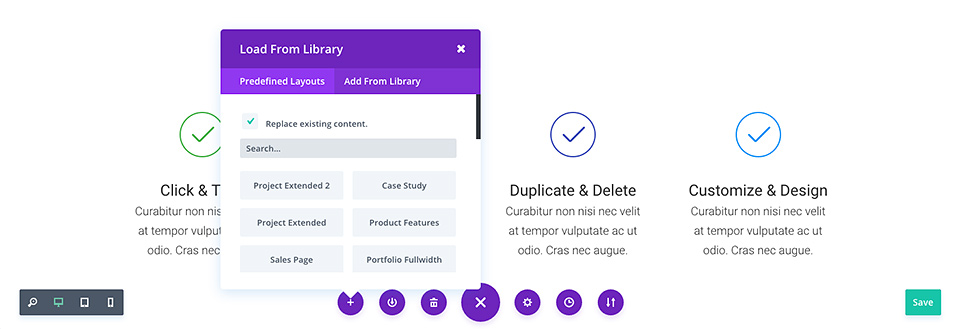 Load From Library
Predefined Layouts Add From Library
Replace existing content.
Search...
Project Extended 2 Case Study
Project Extended Product Features
Sales Page Portfolio Fullwidth
Click & T
Curabitur non nisi
at tempor vulputate
odio. Cras nec
Duplicate & Delete
Curabitur non nisi nec velit
at tempor vulputate ac ut
odio. Cras nec augue.
Customize & Design
Curabitur non nisi nec velit
at tempor vulputate ac ut
odio. Cras nec augue.
Save